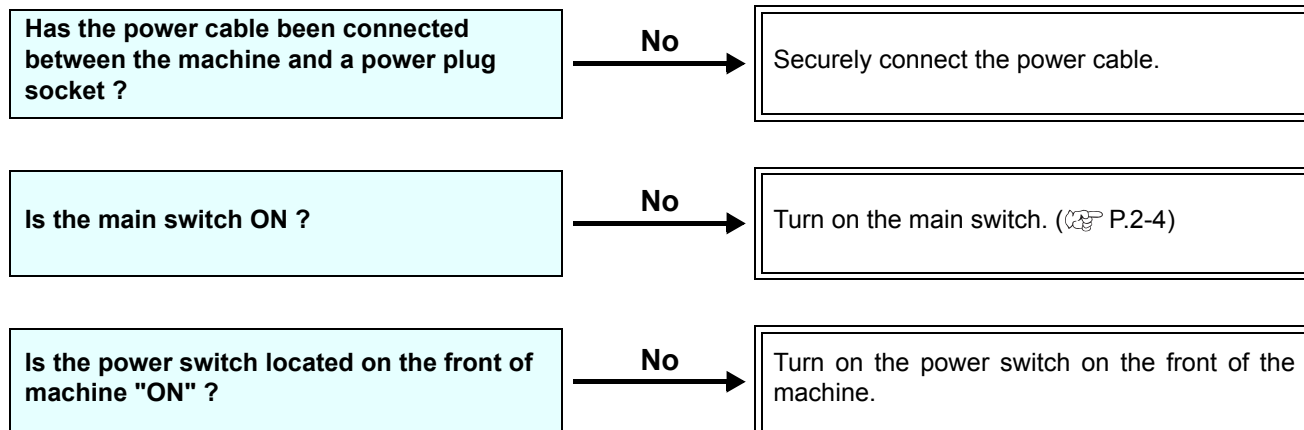 Has the power cable been connected
between the machine and a power plug
socket ?
No
Securely connect the power cable.
Is the main switch ON ?
No
Turn on the main switch. (☞ P.2-4)
Is the power switch located on the front of
machine "ON" ?
No
Turn on the power switch on the front of the
machine.